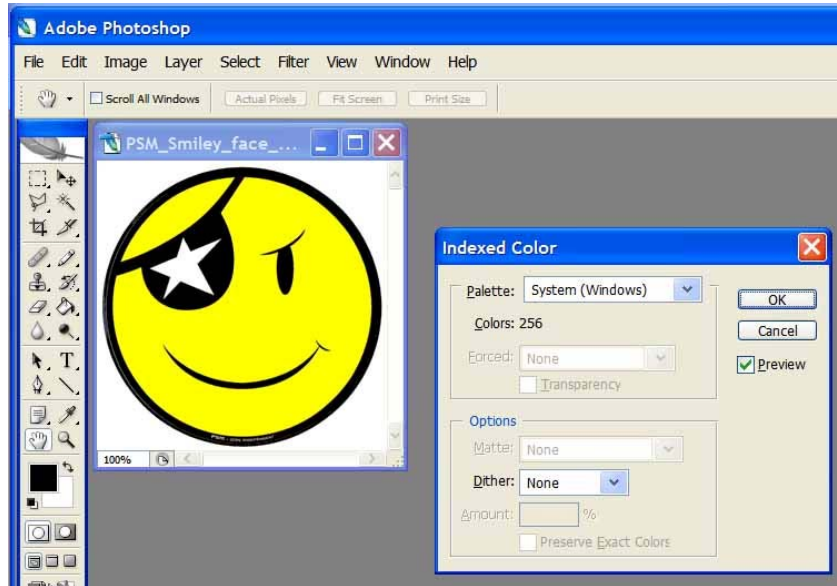 Adobe Photoshop
File Edit Image Layer Select Filter View Window Help
Scroll All Windows Actual Pixels Fit Screen Print Size
PSM_Smiley_face_...
100%
Indexed Color
Palette: System (Windows)
Colors: 256
Forced: None
Transparency
OK
Cancel
Preview
Options
Matte: None
Dither: None
Amount: %
Preserve Exact Colors
T